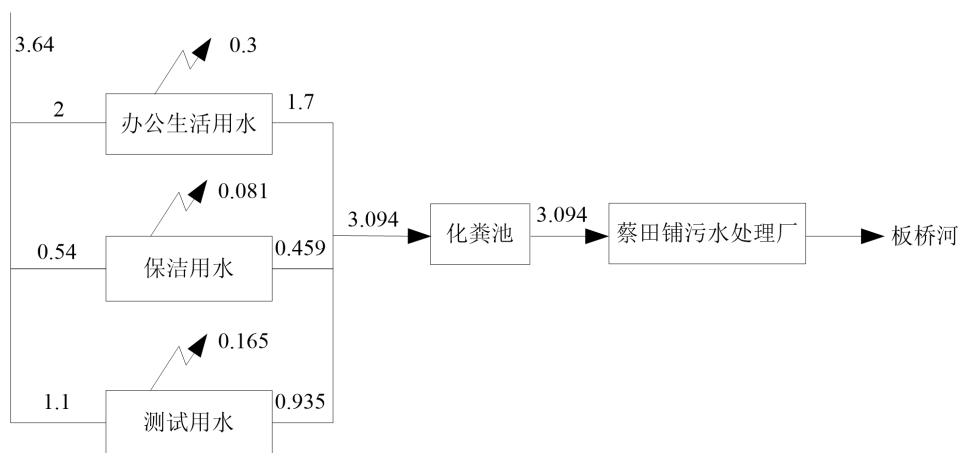 3.64
0.3
2
办公生活用水
1.7
0.081
0.54
保洁用水
0.459
3.094
化粪池
3.094
蔡田铺污水处理厂
板桥河
0.165
1.1
测试用水
0.935